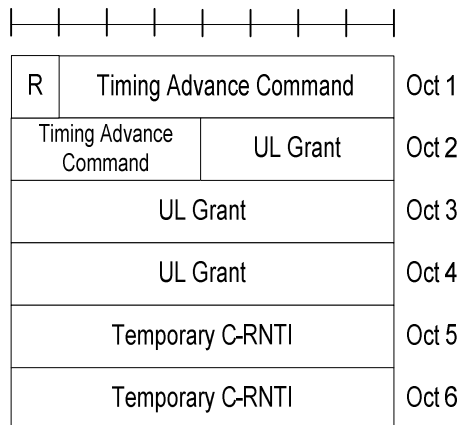 R Timing Advance Command Oct 1
Timing Advance
Command UL Grant Oct 2
UL Grant Oct 3
UL Grant Oct 4
Temporary C-RNTI Oct 5
Temporary C-RNTI Oct 6